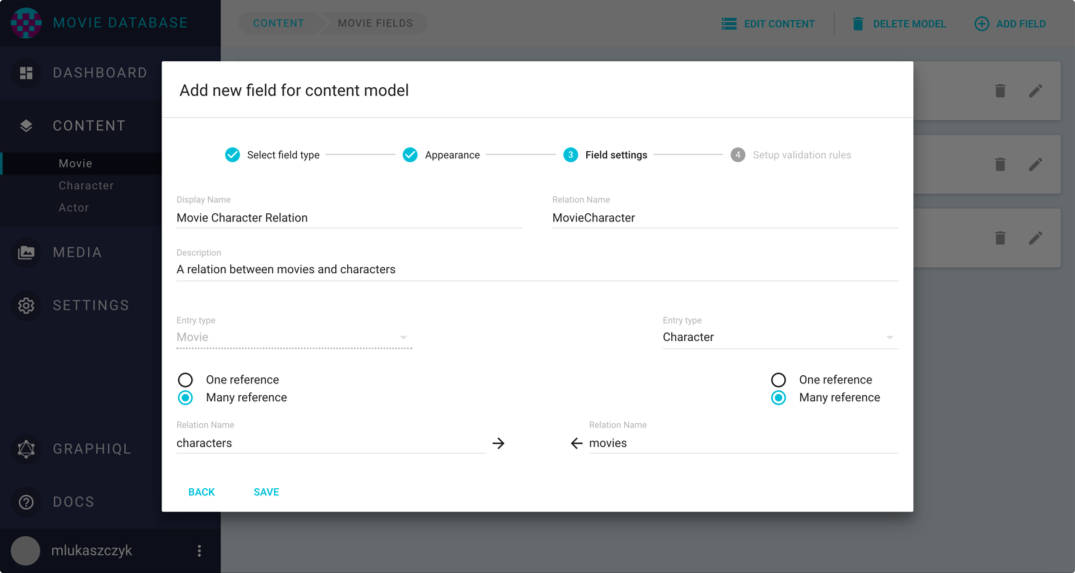 MOVIE DATABASE
CONTENT MOVIE FIELDS
EDIT CONTENT DELETE MODEL ADD FIELD
DASHBOARD
CONTENT
Movie
Character
Actor
MEDIA
SETTINGS
GRAPHIQL
DOCS
mlukaszczyk
Add new field for content model
Select field type Appearance 3 Field settings 4 Setup validation rules
Display Name Relation Name
Movie Character Relation MovieCharacter
Description
A relation between movies and characters
Entry type Entry type
Movie Character
One reference One reference
Many reference Many reference
Relation Name Relation Name
characters movies
BACK SAVE